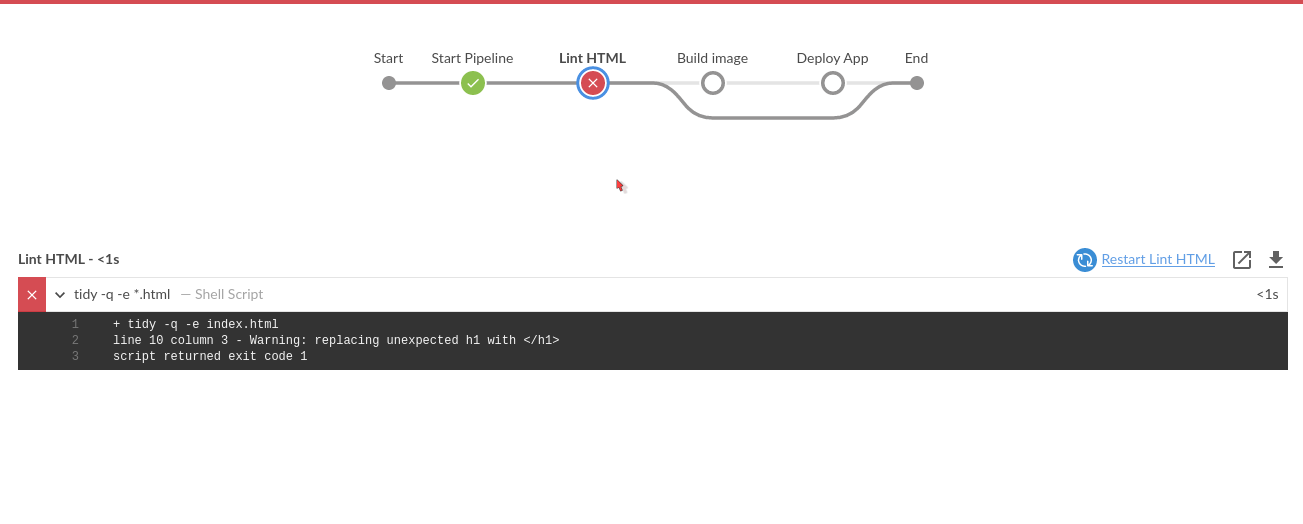 Start Start Pipeline Lint HTML Build image Deploy App End
Lint HTML - <1s Restart Lint HTML
tidy -q -e *.html — Shell Script <1s
1 + tidy -q -e index.html
2 line 10 column 3 - Warning: replacing unexpected h1 with </h1>
3 script returned exit code 1